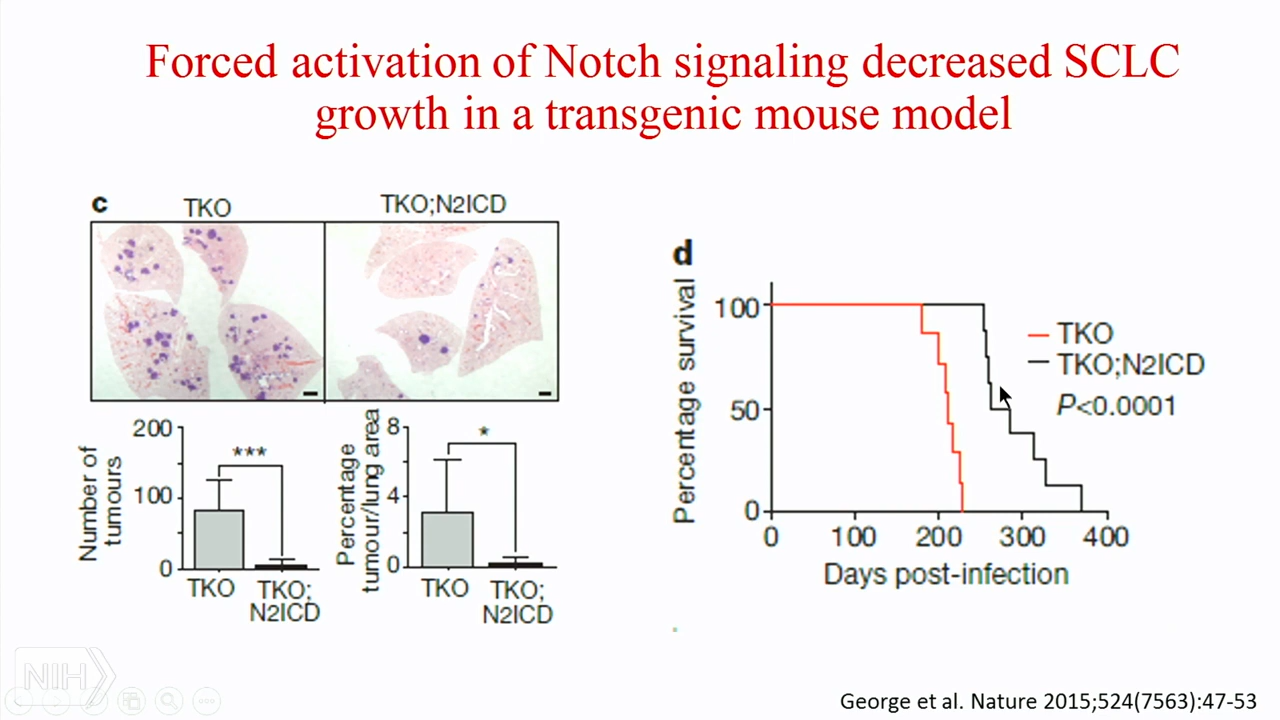 Forced activation of Notch signaling decreased SCLC
growth in a transgenic mouse model
c
TKO
TKO;N2ICD
Number of
tumours
200
100
0
***
TKO
TKO;
N2ICD
Percentage
tumour/lung area
8
4
0
*
TKO
TKO;
N2ICD
d
Percentage survival
100
50
0
TKO
TKO;N2ICD
P<0.0001
0 100 200 300 400
Days post-infection
NIH
George et al. Nature 2015;524(7563):47-53